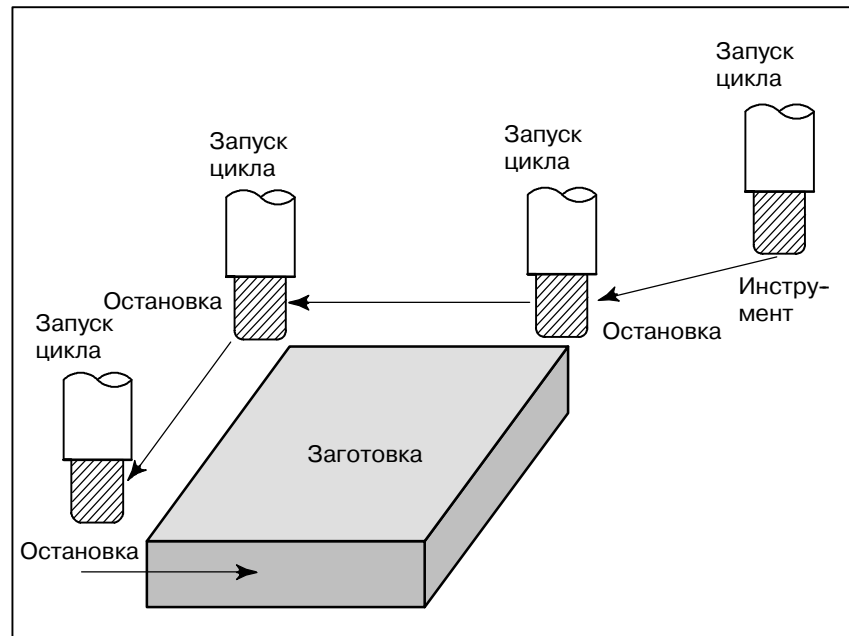 Запуск
цикла
Запуск
цикла
Запуск
цикла
Инстру-
мент
Остановка
Остановка
Запуск
цикла
Заготовка
Остановка